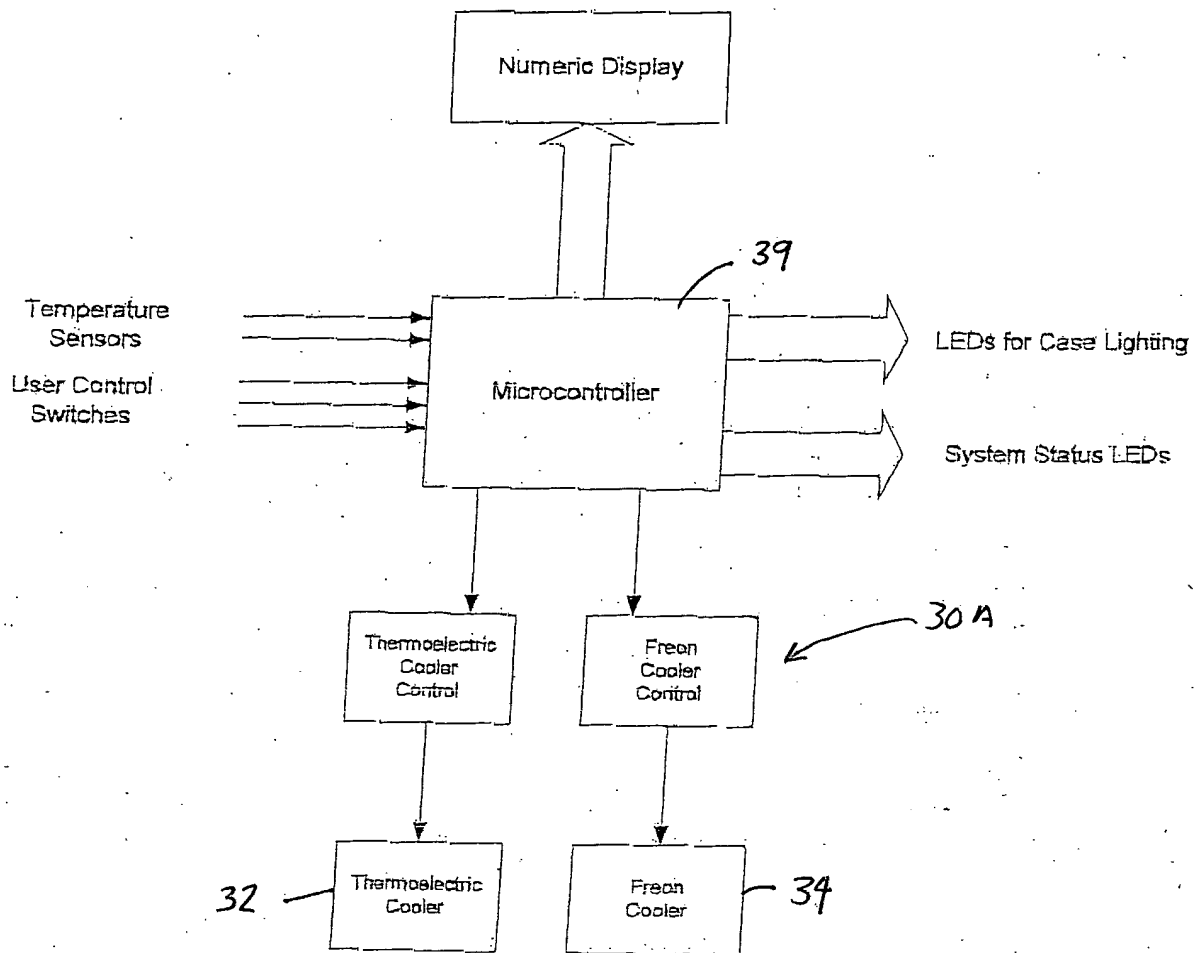 Numeric Display
39
Temperature
Sensors
User Control
Switches
Microcontroller
LEDs for Case Lighting
System Status LEDs
Thermoelectric
Cooler
Control
Freon
Cooler
Control
30A
32
Thermoelectric
Cooler
Freon
Cooler
34